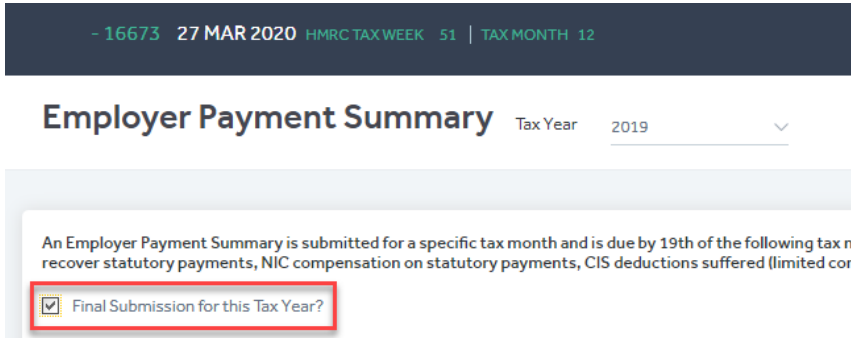 - 16673 27 MAR 2020 HMRC TAX WEEK 51 | TAX MONTH 12
Employer Payment Summary Tax Year 2019
An Employer Payment Summary is submitted for a specific tax month and is due by 19th of the following tax
recover statutory payments, NIC compensation on statutory payments, CIS deductions suffered (limited
Final Submission for this Tax Year?